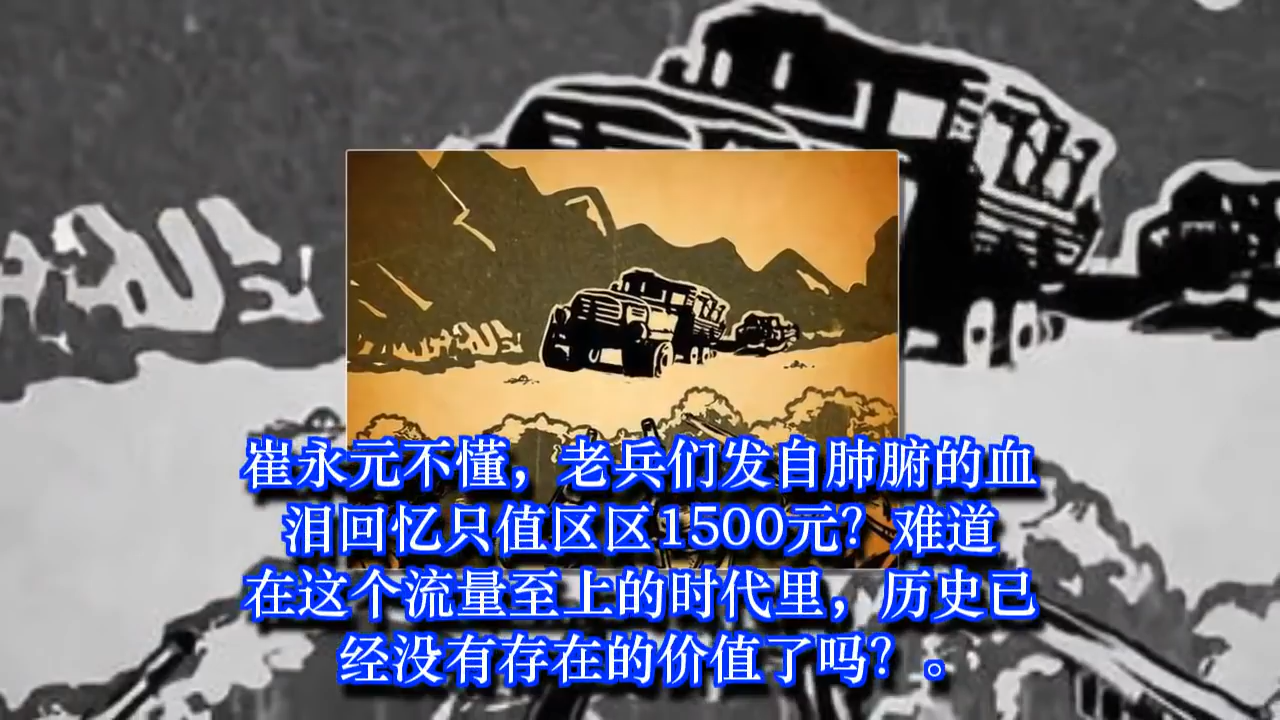 崔永元不懂，老兵们发自肺腑的血
泪回忆只值区区1500元？难道
在这个流量至上的时代里，历史已
经没有存在的价值了吗？。